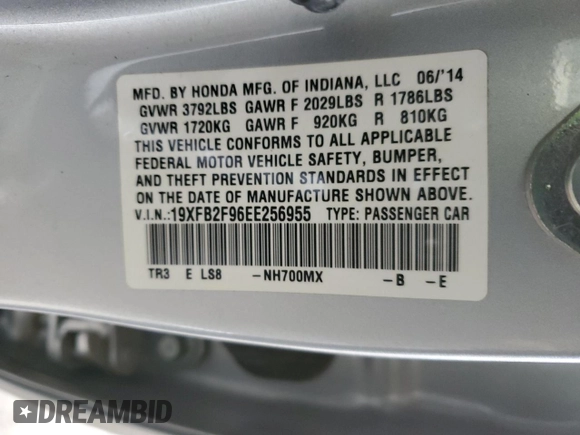 MFD. BY HONDA MFG. OF INDIANA, LLC 06/'14
GVWR 3792LBS GAWR F 2029LBS R 1786LBS
GVWR 1720KG GAWR F 920KG R 810KG
THIS VEHICLE CONFORMS TO ALL APPLICABLE
FEDERAL MOTOR VEHICLE SAFETY, BUMPER,
AND THEFT PREVENTION STANDARDS IN EFFECT
ON THE DATE OF MANUFACTURE SHOWN ABOVE.
V.I.N.:19XFB2F96EE256955 TYPE: PASSENGER CAR
TR3 E LS8 -NH700MX -B -E
DREAMBID